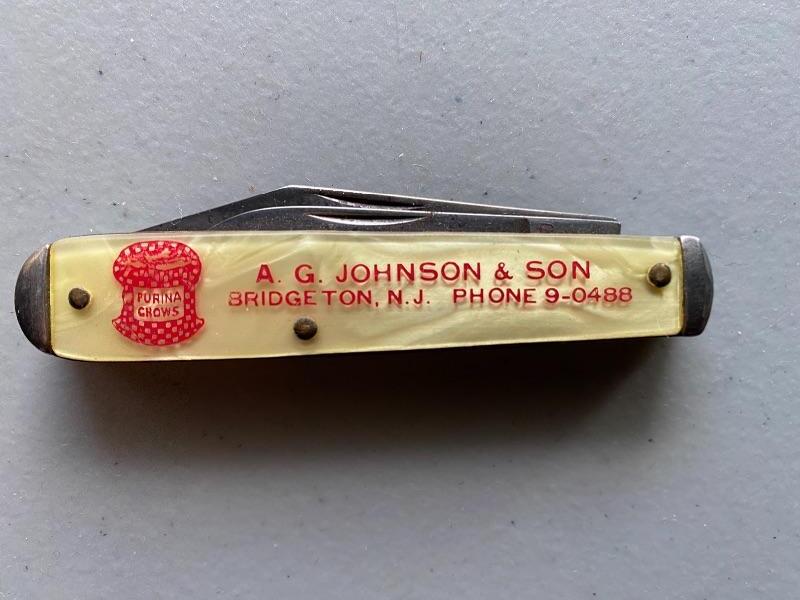 PURINA
CHOWS
A. G. JOHNSON & SON
BRIDGETON, N.J. PHONE 9-0488